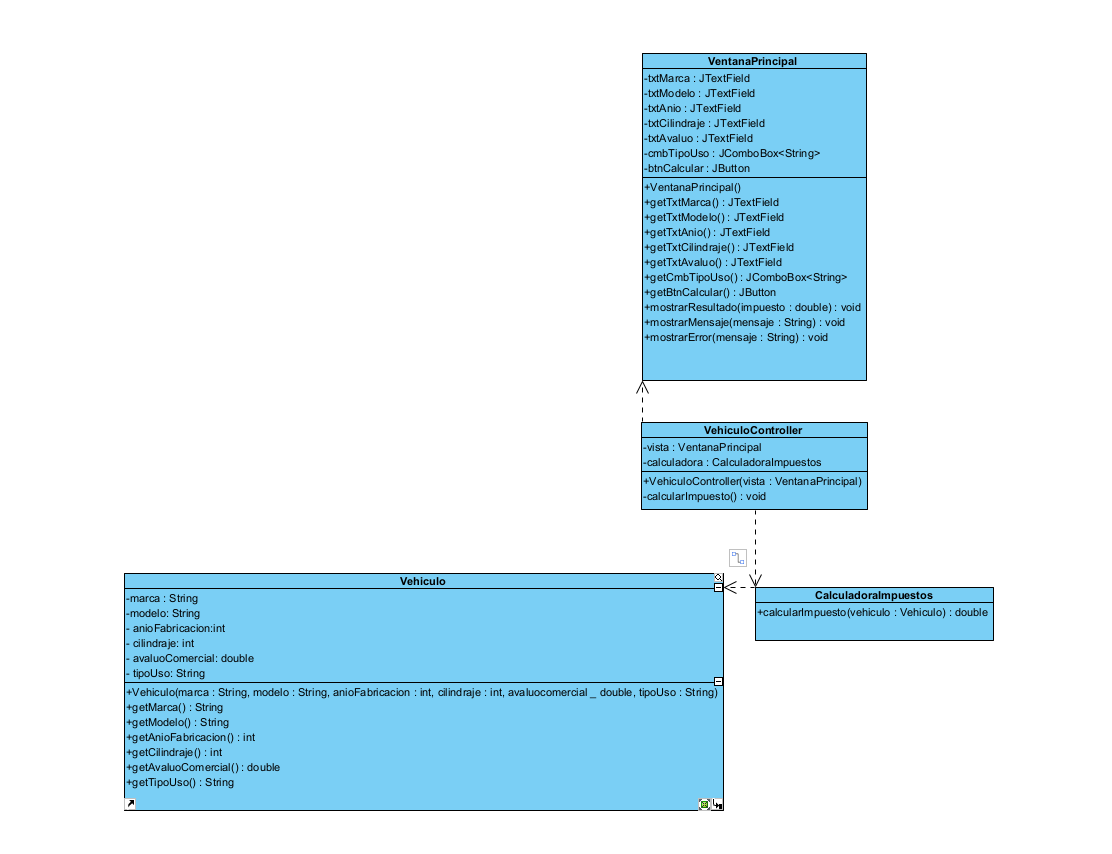 VentanaPrincipal
-txtMarca : JTextField
-txtModelo : JTextField
-txtAnio : JTextField
-txtCilindraje : JTextField
-txtAvaluo : JTextField
-cmbTipoUso : JComboBox<String>
-btnCalcular : JButton
+VentanaPrincipal()
+getTxtMarca() : JTextField
+getTxtModelo() : JTextField
+getTxtAnio() : JTextField
+getTxtCilindraje() : JTextField
+getTxtAvaluo() : JTextField
+getCmbTipoUso() : JComboBox<String>
+getBtnCalcular() : JButton
+mostrarResultado(impuesto : double) : void
+mostrarMensaje(mensaje : String) : void
+mostrarError(mensaje : String) : void
VehiculoController
-vista : VentanaPrincipal
-calculadora : CalculadoraImpuestos
+VehiculoController(vista : VentanaPrincipal)
-calcularImpuesto() : void
Vehiculo
-marca : String
-modelo: String
- anioFabricacion:int
- cilindraje: int
- avaluoComercial: double
- tipoUso: String
+Vehiculo(marca : String, modelo : String, anioFabricacion : int, cilindraje : int, avaluocomercial _ double, tipoUso : String)
+getMarca() : String
+getModelo() : String
+getAnioFabricacion() : int
+getCilindraje() : int
+getAvaluoComercial() : double
+getTipoUso() : String
CalculadoraImpuestos
+calcularImpuesto(vehiculo : Vehiculo) : double